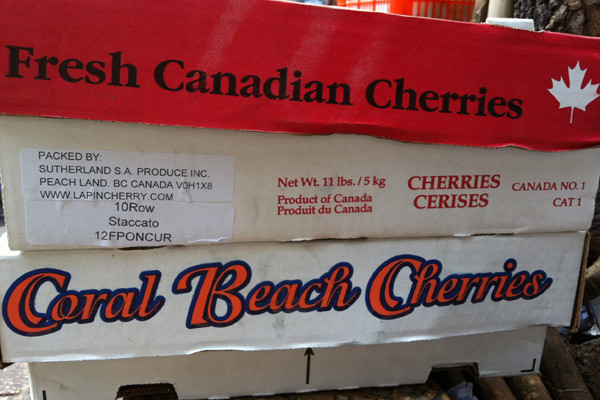 Fresh Canadian Cherries
PACKED BY:
SUTHERLAND S.A. PRODUCE INC.
PEACH LAND. BC CANADA V0H1X8
WWW.LAPINCHERRY.COM
10Row
Staccato
12FPONCUR
Net Wt. 11 lbs. / 5 kg
Product of Canada
Produit du Canada
CHERRIES
CERISES
CANADA NO. 1
CAT 1
Coral Beach Cherries